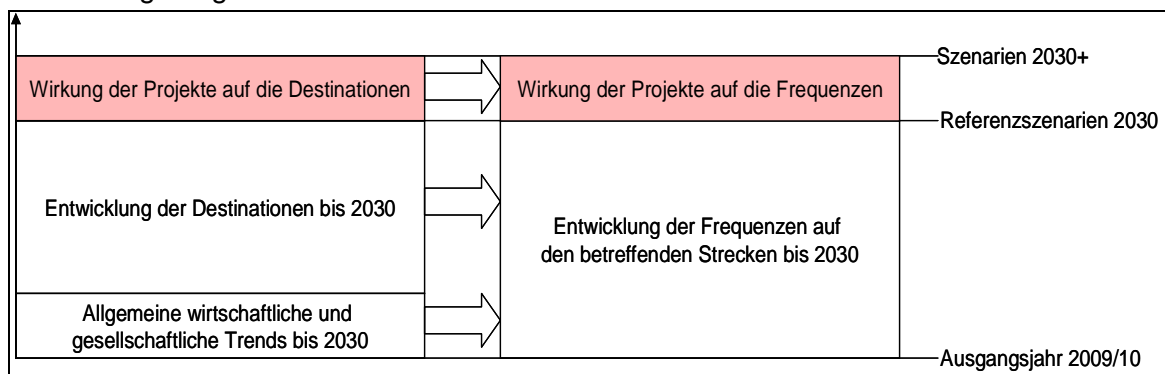 Szenarien 2030+
Wirkung der Projekte auf die Destinationen
Wirkung der Projekte auf die Frequenzen
Referenzszenarien 2030
Entwicklung der Destinationen bis 2030
Entwicklung der Frequenzen auf
den betreffenden Strecken bis 2030
Allgemeine wirtschaftliche und
gesellschaftliche Trends bis 2030
Ausgangsjahr 2009/10